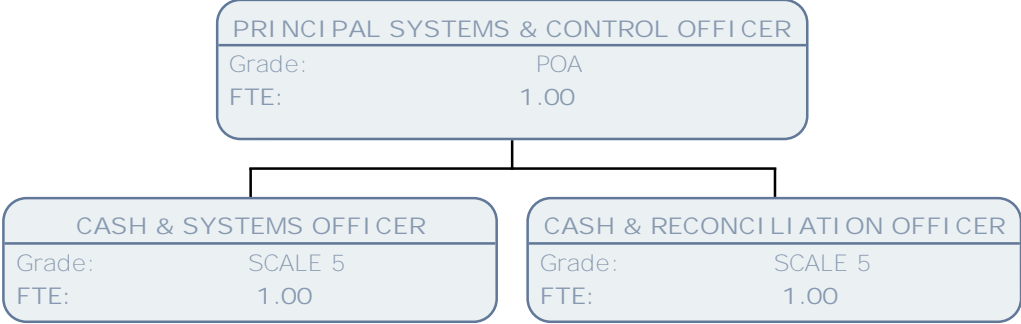 PRINCIPAL SYSTEMS & CONTROL OFFICER
Grade: POA
FTE: 1.00
CASH & SYSTEMS OFFICER
Grade: SCALE 5
FTE: 1.00
CASH & RECONCILIATION OFFICER
Grade: SCALE 5
FTE: 1.00